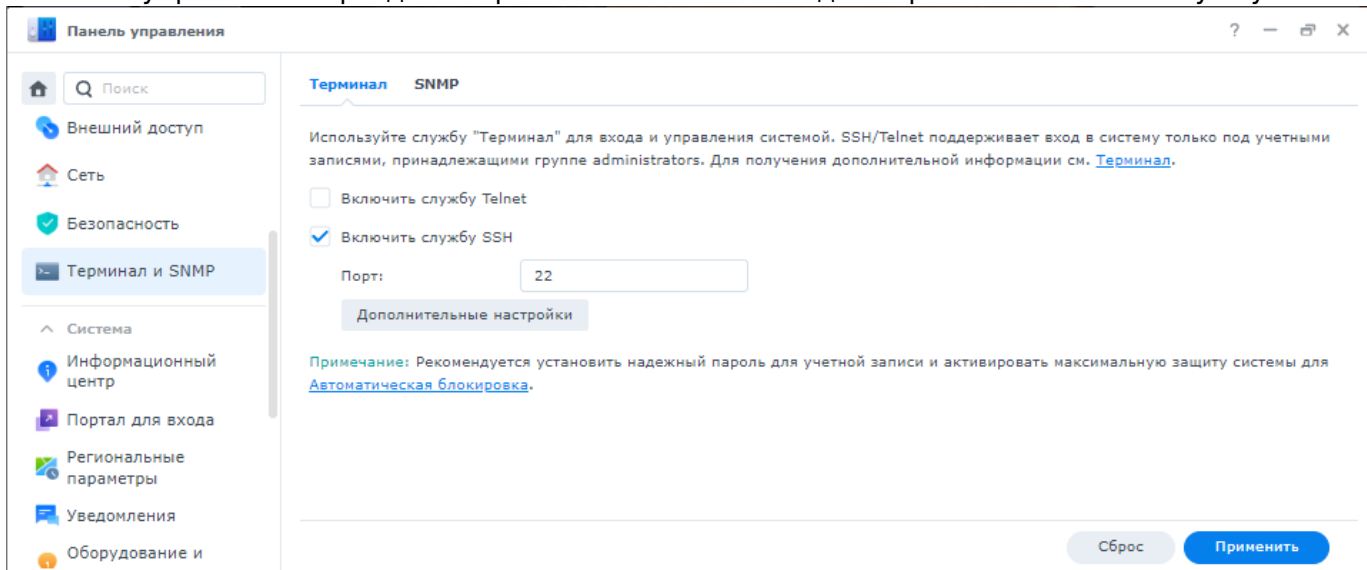 Панель управления
Поиск
Внешний доступ
Сеть
Безопасность
Терминал и SNMP
Система
Информационный
центр
Портал для входа
Региональные
параметры
Уведомления
Оборудование и
Терминал SNMP
Используйте службу "Терминал" для входа и управления системой. SSH/Telnet поддерживает вход в систему только под учетными
записями, принадлежащими группе administrators. Для получения дополнительной информации см. Терминал.
Включить службу Telnet
Включить службу SSH
Порт: 22
Дополнительные настройки
Примечание: Рекомендуется установить надежный пароль для учетной записи и активировать максимальную защиту системы для
Автоматическая блокировка.
Сброс Применить